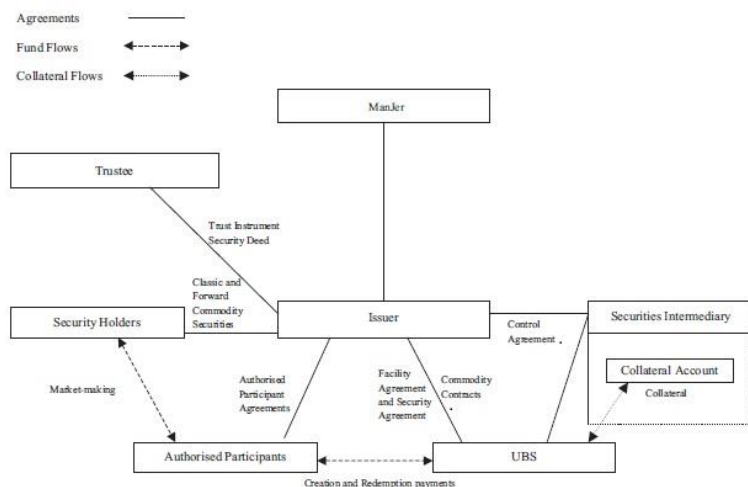 Agreements
Fund Flows
Collateral Flows
ManJer
Trustee
Trust Instrument
Security Deed
Classic and
Forward
Commodity
Securities
Security Holders
Issuer
Securities Intermediary
Control
Agreement .
Collateral Account
Collateral
Market-making
Authorised
Participant
Agreements
Facility
Agreement
and Security
Agreement
Commodity
Contracts
.
Authorised Participants
UBS
Creation and Redemption payments